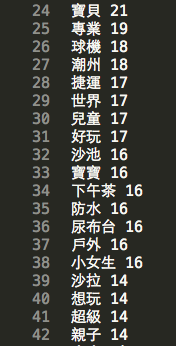 24 寶貝 21
25 專業 19
26 球機 18
27 潮州 18
28 捷運 17
29 世界 17
30 兒童 17
31 好玩 17
32 沙池 16
33 寶寶 16
34 下午茶 16
35 防水 16
36 尿布台 16
37 戶外 16
38 小女生 16
39 沙拉 14
40 想玩 14
41 超級 14
42 親子 14